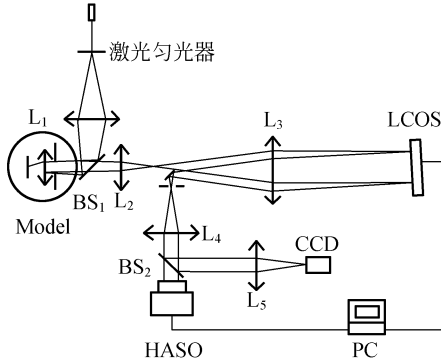 激光匀光器
L1
L3
LCOS
BS1
L2
Model
L4
CCD
BS2
L5
HASO
PC